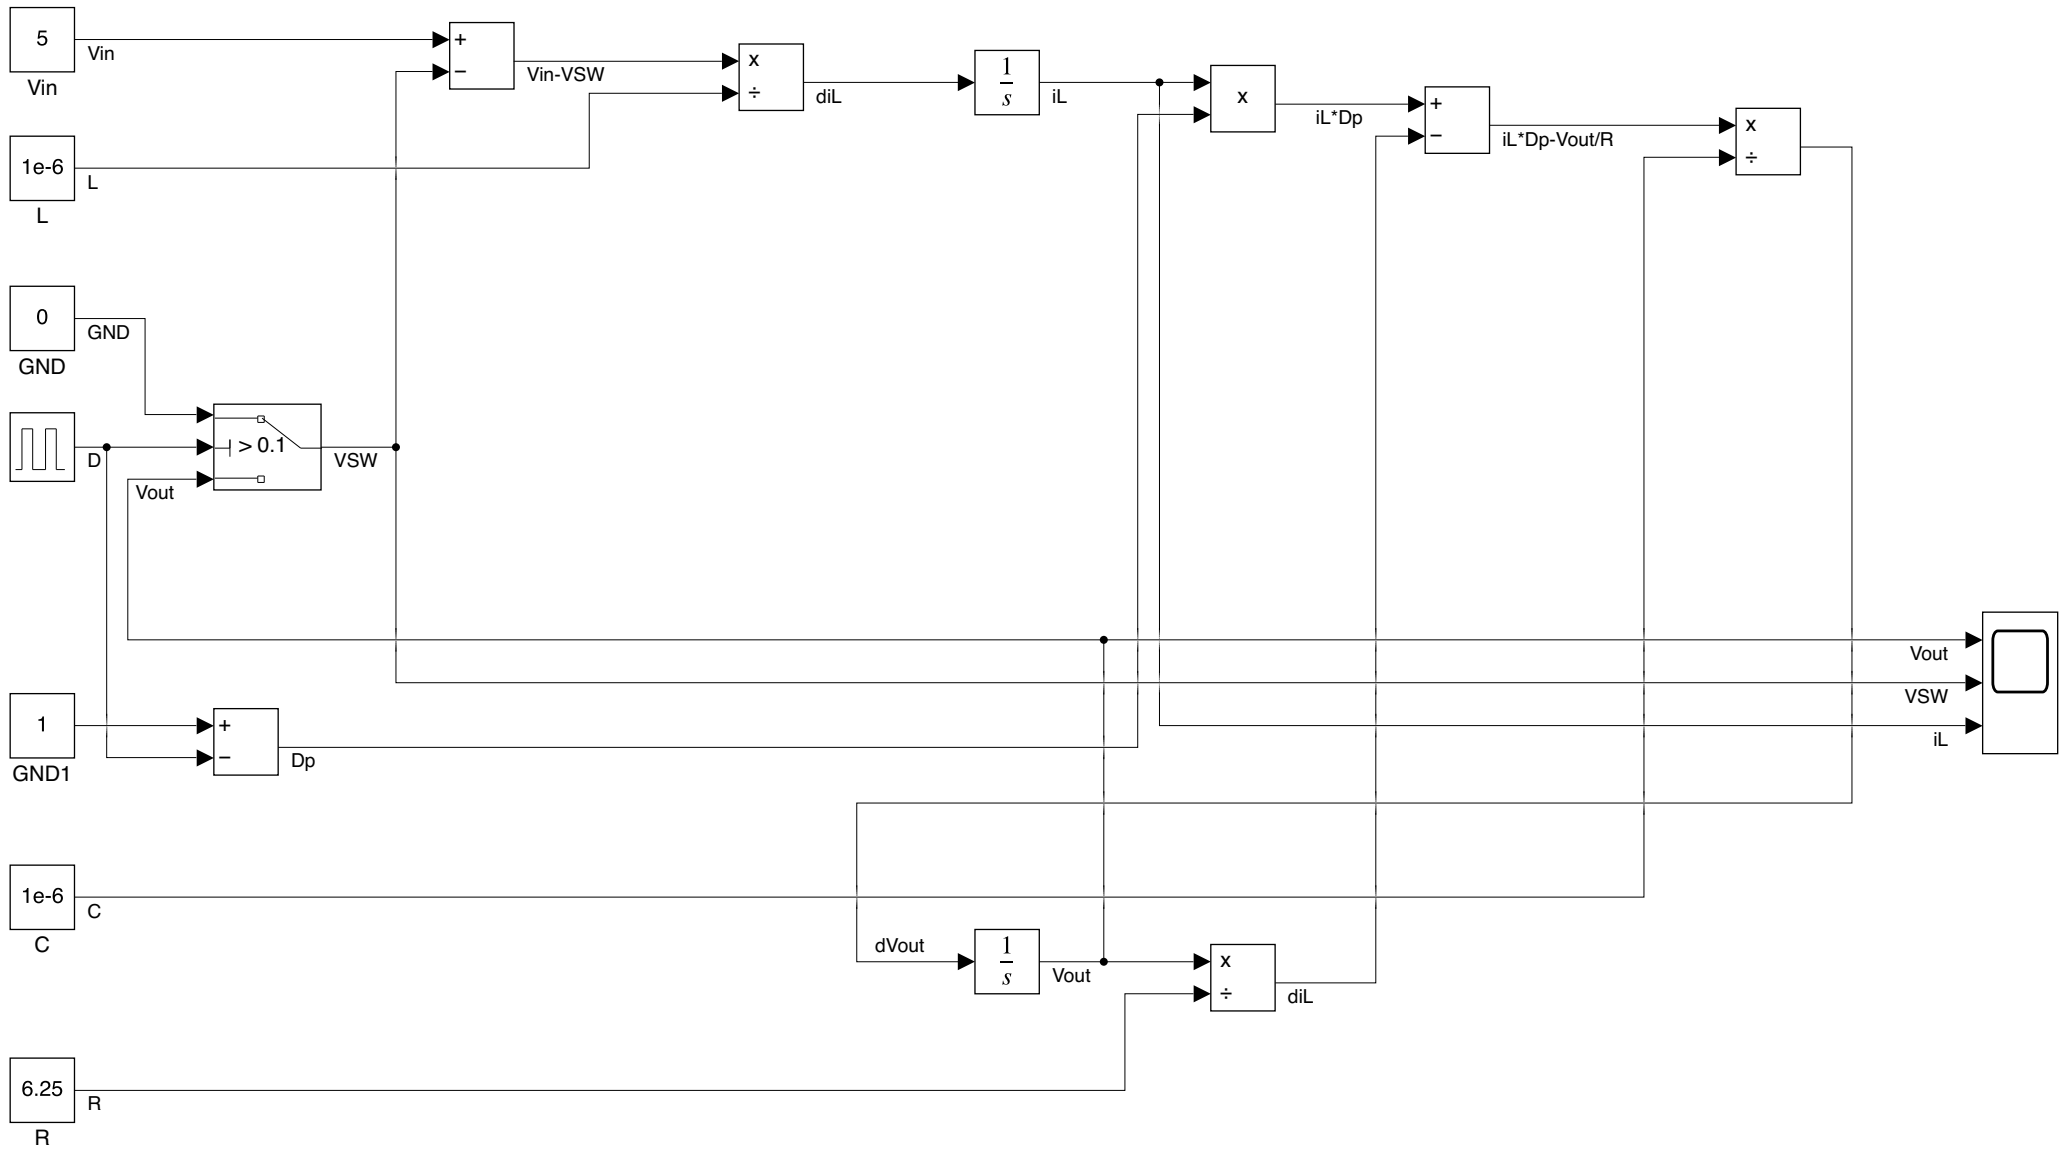 5
Vin
Vin
+
−
Vin-VSW
x
÷
diL
1
s
iL
x
iL*Dp
+
−
iL*Dp-Vout/R
x
÷
1e-6
L
L
0
GND
GND
D
> 0.1
VSW
Vout
Vout
VSW
iL
1
GND1
+
−
Dp
1e-6
C
C
dVout
1
s
Vout
x
÷
diL
6.25
R
R